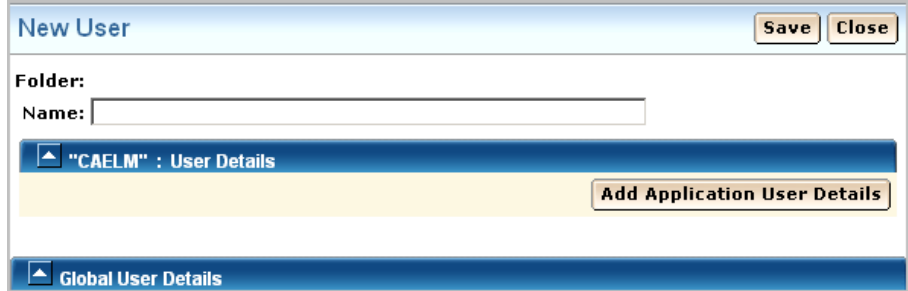 New User Save Close
Folder:
Name:
"CAELM" : User Details
Add Application User Details
Global User Details